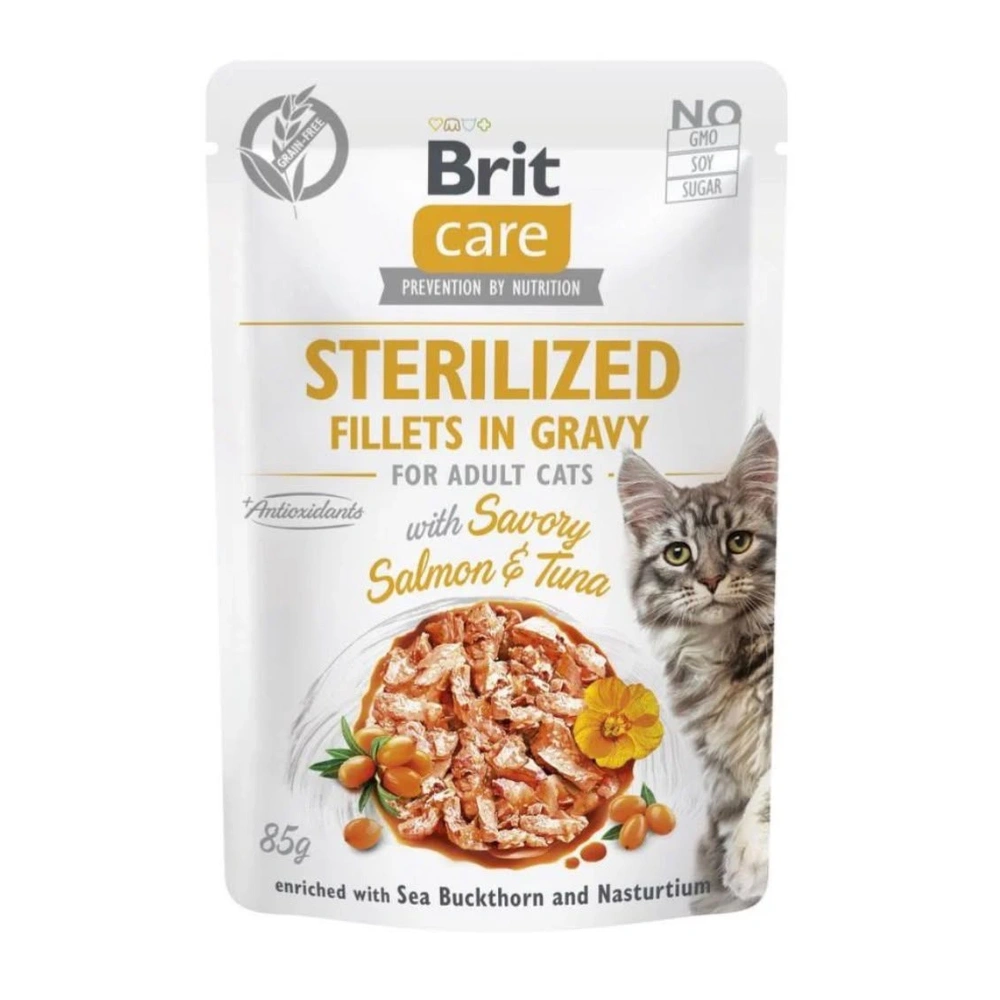 GRAIN-FREE
Brit
care
PREVENTION BY NUTRITION
NO
GMO
SOY
SUGAR
STERILIZED
FILLETS IN GRAVY
FOR ADULT CATS
+Antioxidants
with Savory
Salmon & Tuna
85g
enriched with Sea Buckthorn and Nasturtium